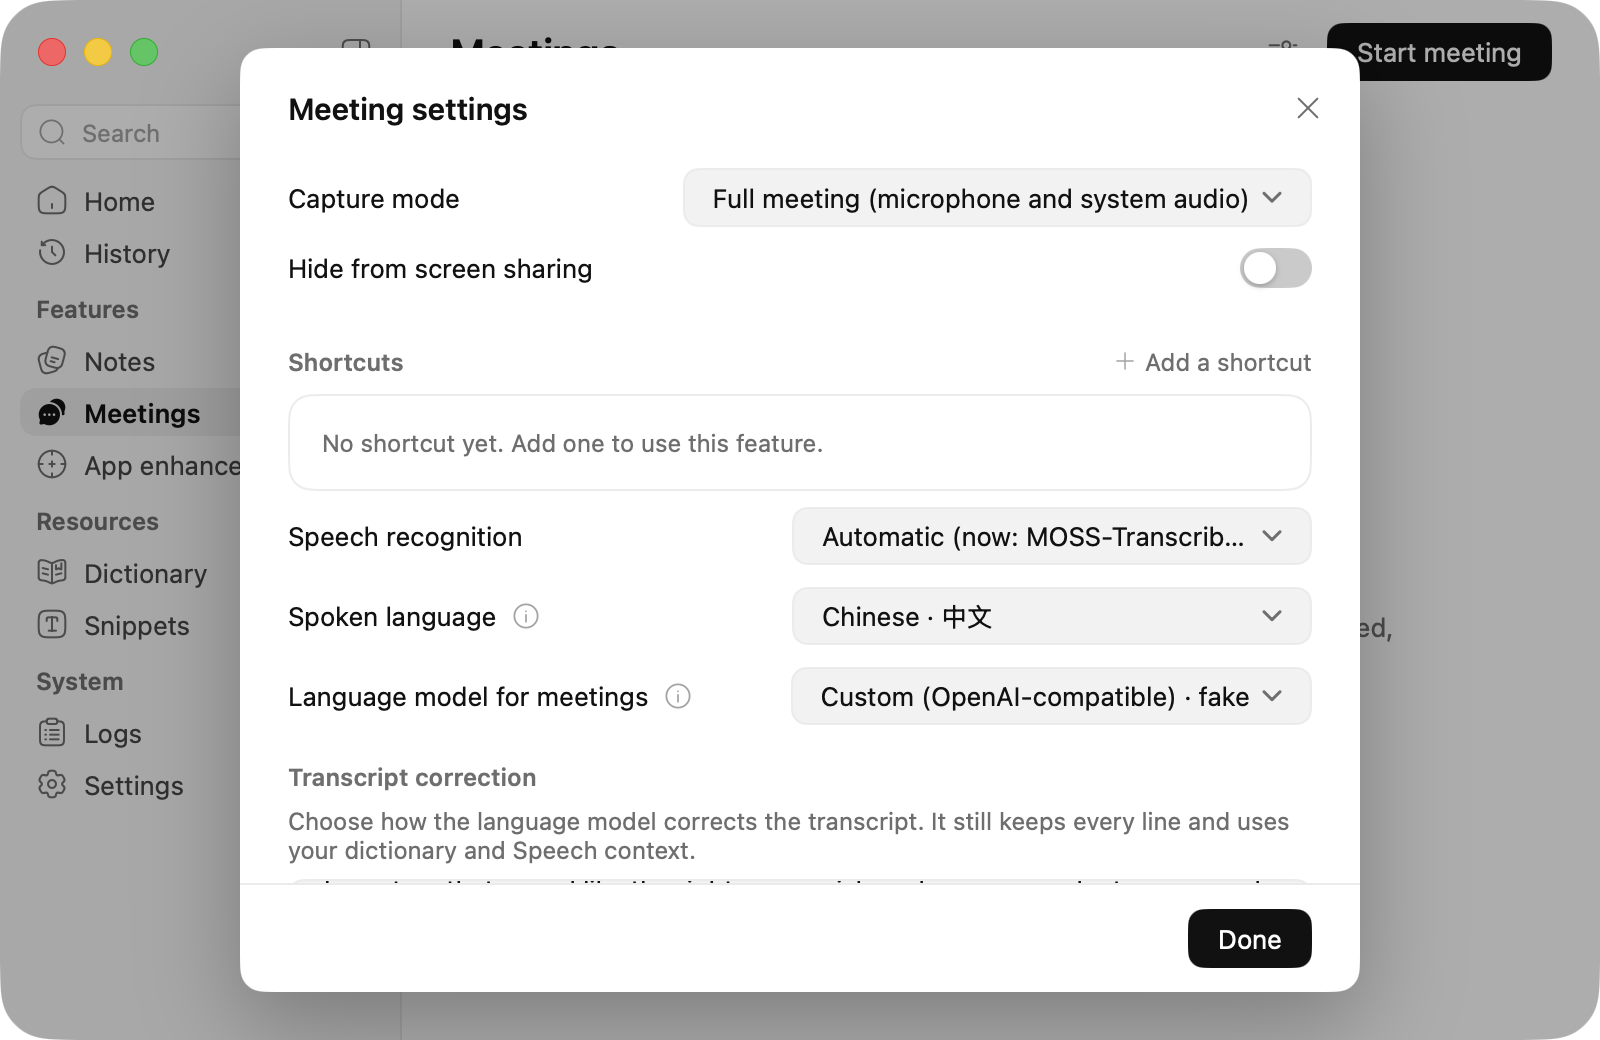 Meetings
Start meeting
Search
Home
History
Features
Notes
Meetings
App enhance
Resources
Dictionary
Snippets
System
Logs
Settings
Meeting settings
Capture mode
Full meeting (microphone and system audio)
Hide from screen sharing
Shortcuts
+ Add a shortcut
No shortcut yet. Add one to use this feature.
Speech recognition
Automatic (now: MOSS-Transcrib...
Spoken language
Chinese · 中文
Language model for meetings
Custom (OpenAI-compatible) · fake
Transcript correction
Choose how the language model corrects the transcript. It still keeps every line and uses
your dictionary and Speech context.
ed,
Done